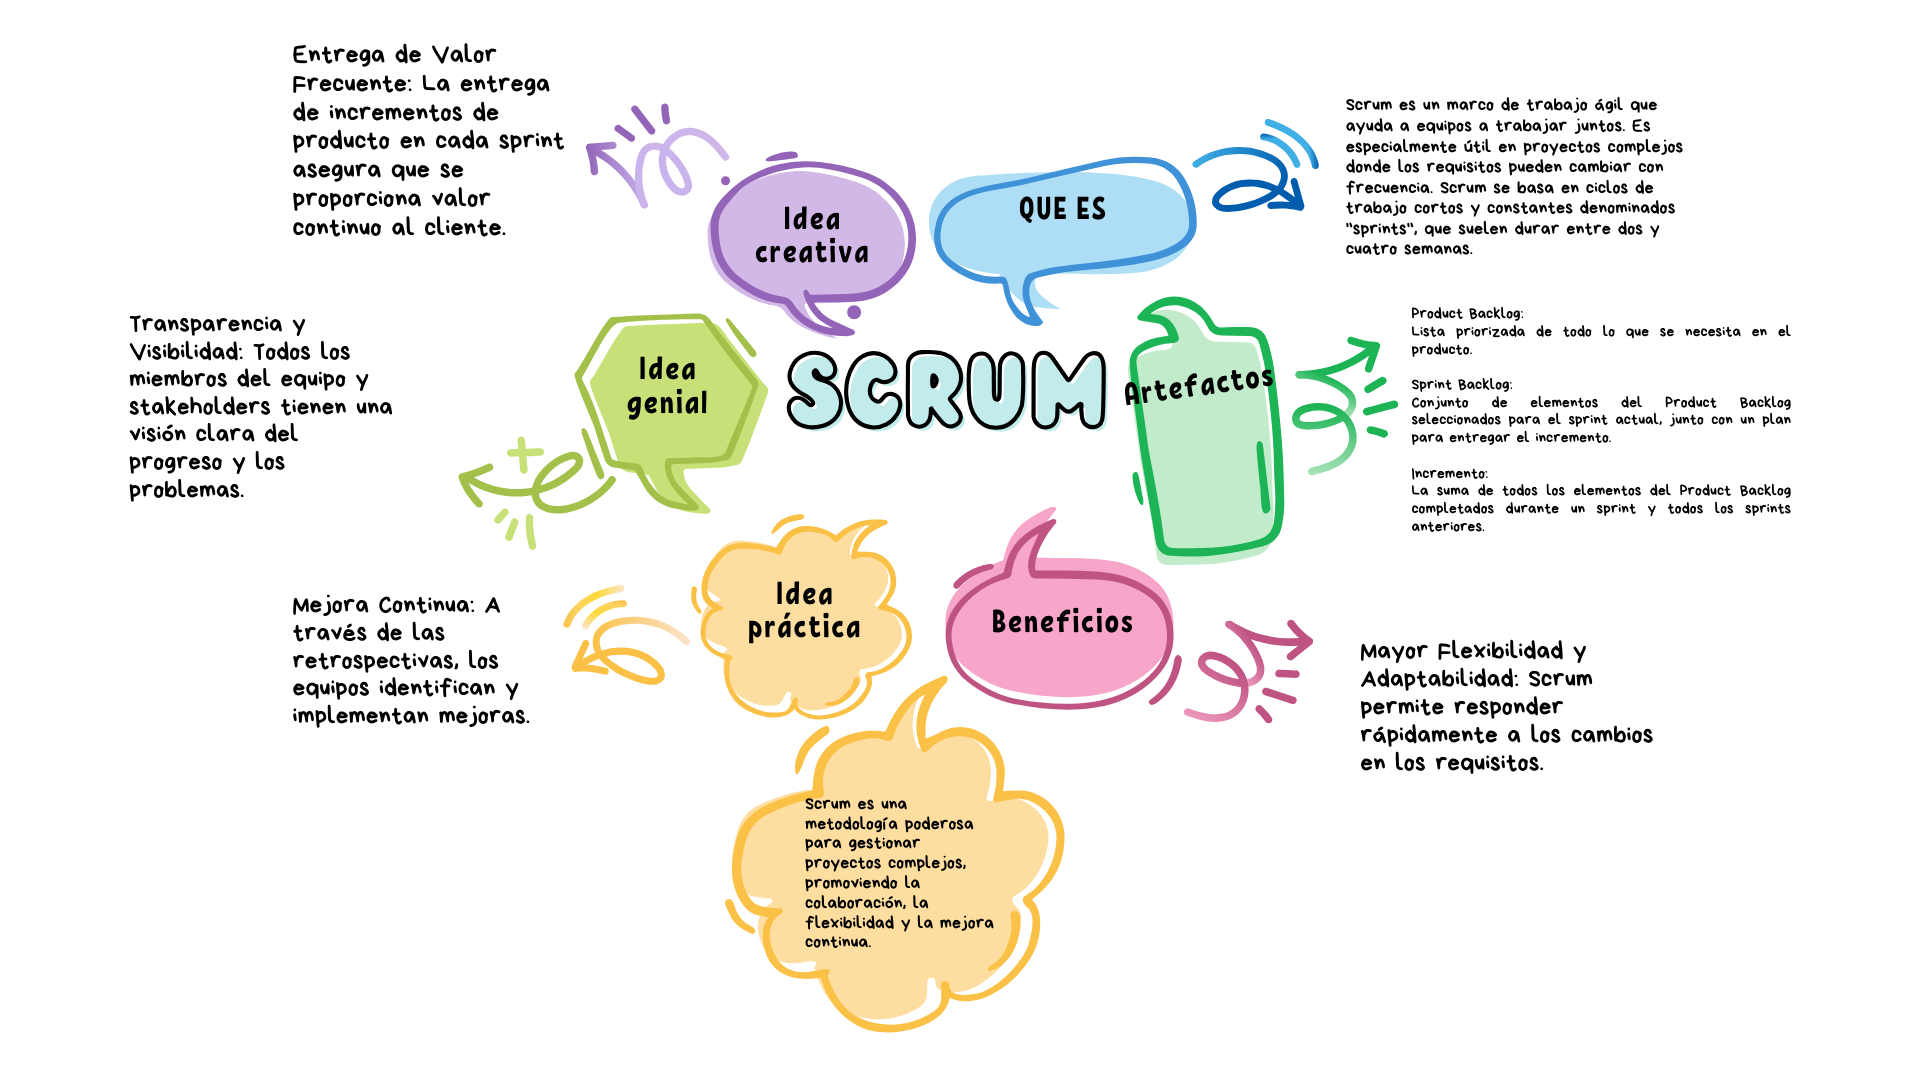 Entrega de Valor
Frecuente: La entrega
de incrementos de
producto en cada sprint
asegura que se
proporciona valor
continuo al cliente.
Idea
creativa
QUE ES
Scrum es un marco de trabajo ágil que
ayuda a equipos a trabajar juntos. Es
especialmente útil en proyectos complejos
donde los requisitos pueden cambiar con
frecuencia. Scrum se basa en ciclos de
trabajo cortos y constantes denominados
"sprints", que suelen durar entre dos y
cuatro semanas.
Transparencia y
Visibilidad: Todos los
miembros del equipo y
stakeholders tienen una
visión clara del
progreso y los
problemas.
Idea
genial
SCRUM
Artefactos
Product Backlog:
Lista priorizada de todo lo que se necesita en el
producto.
Sprint Backlog:
Conjunto de elementos del Product Backlog
seleccionados para el sprint actual, junto con un plan
para entregar el incremento.
Incremento:
La suma de todos los elementos del Product Backlog
completados durante un sprint y todos los sprints
anteriores.
Mejora Continua: A
través de las
retrospectivas, los
equipos identifican y
implementan mejoras.
Idea
práctica
Beneficios
Mayor Flexibilidad y
Adaptabilidad: Scrum
permite responder
rápidamente a los cambios
en los requisitos.
Scrum es una
metodología poderosa
para gestionar
proyectos complejos,
promoviendo la
colaboración, la
flexibilidad y la mejora
continua.